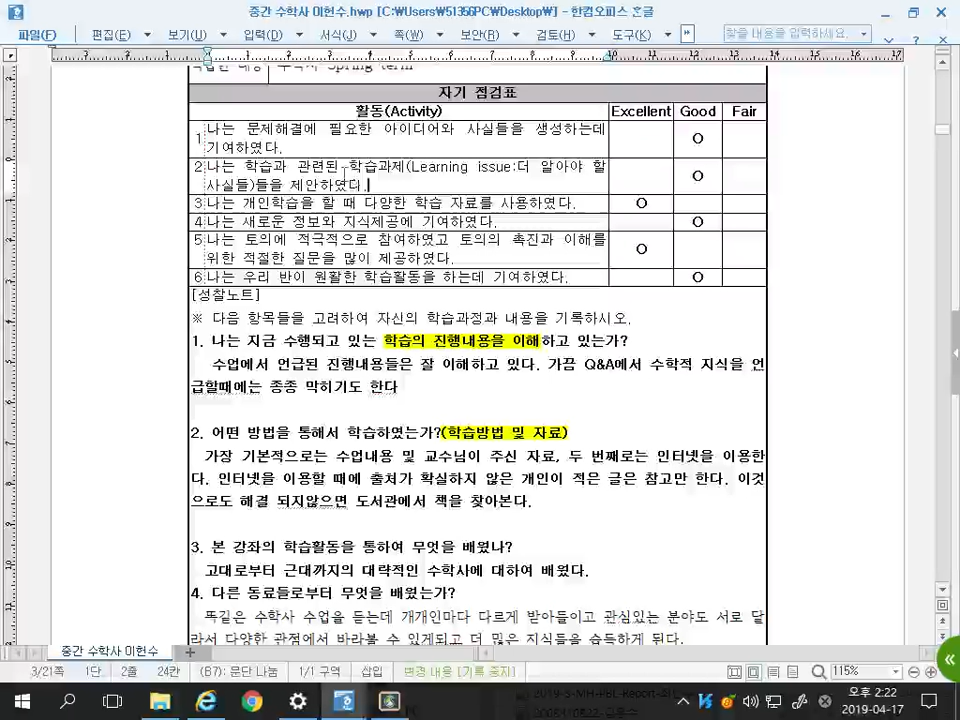 중간 수학사 이헌수.hwp [C:\Users\51356PC\Desktop\] - 한컴오피스 한글
파일(F) 편집(E) 보기(U) 입력(D) 서식(J) 쪽(W) 보안(R) 검토(H) 도구(K) 찾을 내용을 입력하세요.
자기 점검표
활동(Activity) Excellent Good Fair
1 나는 문제해결에 필요한 아이디어와 사실들을 생성하는데
기여하였다. O
2 나는 학습과 관련된 학습과제(Learning issue:더 알아야 할
사실들)들을 제안하였다. O
3 나는 개인학습을 할 때 다양한 학습 자료를 사용하였다. O
4 나는 새로운 정보와 지식제공에 기여하였다. O
5 나는 토의에 적극적으로 참여하였고 토의의 촉진과 이해를
위한 적절한 질문을 많이 제공하였다. O
6 나는 우리 반이 원활한 학습활동을 하는데 기여하였다. O
[성찰노트]
※ 다음 항목들을 고려하여 자신의 학습과정과 내용을 기록하시오.
1. 나는 지금 수행되고 있는 학습의 진행내용을 이해하고 있는가?
수업에서 언급된 진행내용들은 잘 이해하고 있다. 가끔 Q&A에서 수학적 지식을 언
급할때에는 종종 막히기도 한다
2. 어떤 방법을 통해서 학습하였는가?(학습방법 및 자료)
가장 기본적으로는 수업내용 및 교수님이 주신 자료, 두 번째로는 인터넷을 이용한
다. 인터넷을 이용할 때에 출처가 확실하지 않은 개인이 적은 글은 참고만 한다. 이것
으로도 해결 되지않으면 도서관에서 책을 찾아본다.
3. 본 강좌의 학습활동을 통하여 무엇을 배웠나?
고대로부터 근대까지의 대략적인 수학사에 대하여 배웠다.
4. 다른 동료들로부터 무엇을 배웠는가?
똑같은 수학사 수업을 듣는데 개개인마다 다르게 받아들이고 관심있는 분야도 서로 달
라서 다양한 관점에서 바라볼 수 있게되고 더 많은 지식들을 습득하게 된다.
중간 수학사 이헌수
3/21쪽 1단 2줄 24칸 (B7): 문단 나눔 1/1 구역 삽입 변경 내용 [기록 중지] 115%
오후 2:22
2019-04-17